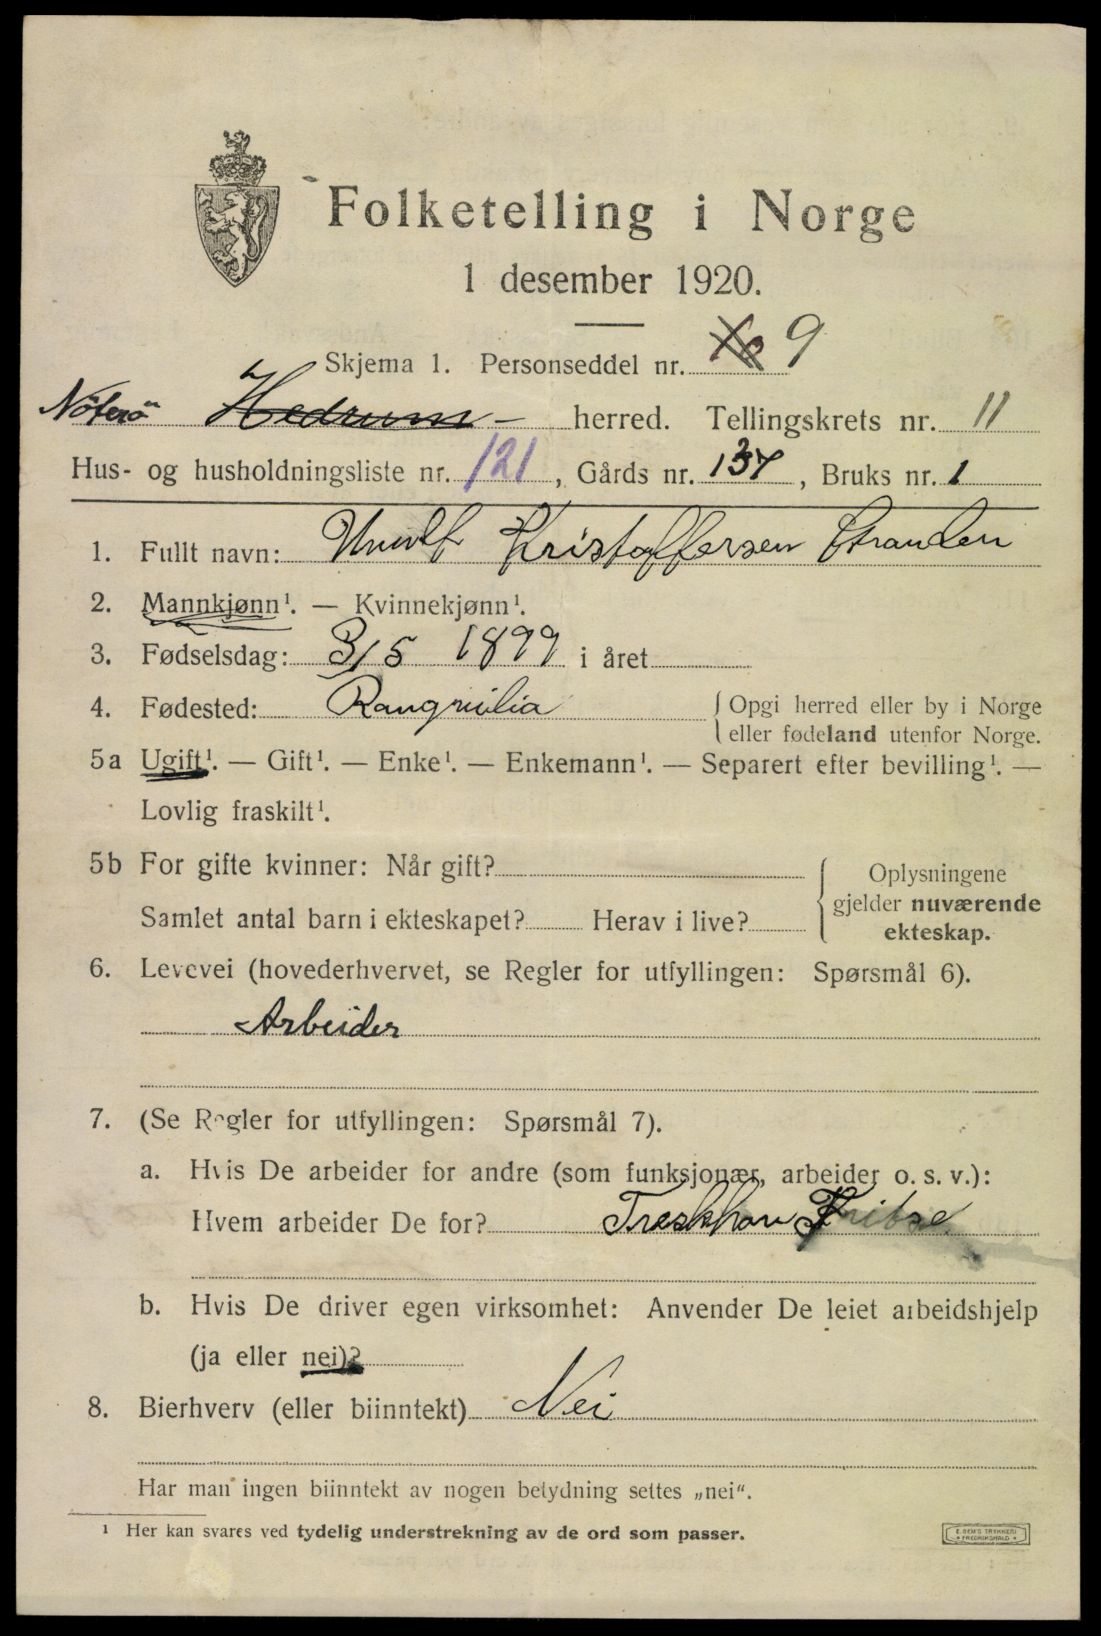 Folketelling i Norge
1 desember 1920.
Skjema 1. Personseddel nr. 9
Nöterö Hedrum herred. Tellingskrets nr. 11
Hus- og husholdningsliste nr. 121, Gårds nr. 137, Bruks nr. 1
1. Fullt navn: Kristoffersen Stranden
2. Mannkjønn¹. — Kvinnekjønn¹.
3. Fødselsdag: 3/5 1899 i året
4. Fødested: { Opgi herred eller by i Norge
eller fødeland utenfor Norge.
5a Ugift¹. — Gift¹. — Enke¹. — Enkemann¹. — Separert efter bevilling¹. —
Lovlig fraskilt¹.
5b For gifte kvinner: Når gift?
Samlet antal barn i ekteskapet? Herav i live?
{ Oplysningene
gjelder nuværende
ekteskap.
6. Levevei (hovederhvervet, se Regler for utfyllingen: Spørsmål 6).
Arbeider
7. (Se Regler for utfyllingen: Spørsmål 7).
a. Hvis De arbeider for andre (som funksjonær, arbeider o. s. v.):
Hvem arbeider De for?
b. Hvis De driver egen virksomhet: Anvender De leiet arbeidshjelp
(ja eller nei)?
8. Bierhverv (eller biinntekt) Nei
Har man ingen biinntekt av nogen betydning settes „nei“.
¹ Her kan svares ved tydelig understrekning av de ord som passer.
E. SEM'S TRYKKERI
FREDRIKSHALD